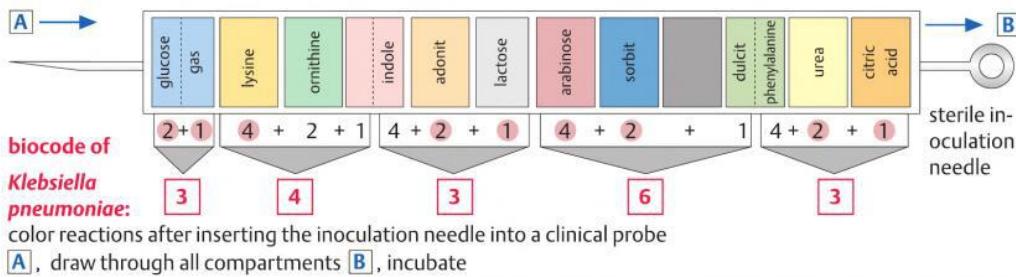 A
B
glucose
gas
lysine
ornithine
indole
adonit
lactose
arabinose
sorbit
dulcit
phenylalanine
urea
citric
acid
2+1 4 + 2 + 1 4 + 2 + 1 4 + 2 + 1 4 + 2 + 1
sterile in-
oculation
needle
biocode of
Klebsiella
pneumoniae:
3 4 3 6 3
color reactions after inserting the inoculation needle into a clinical probe
A , draw through all compartments B , incubate